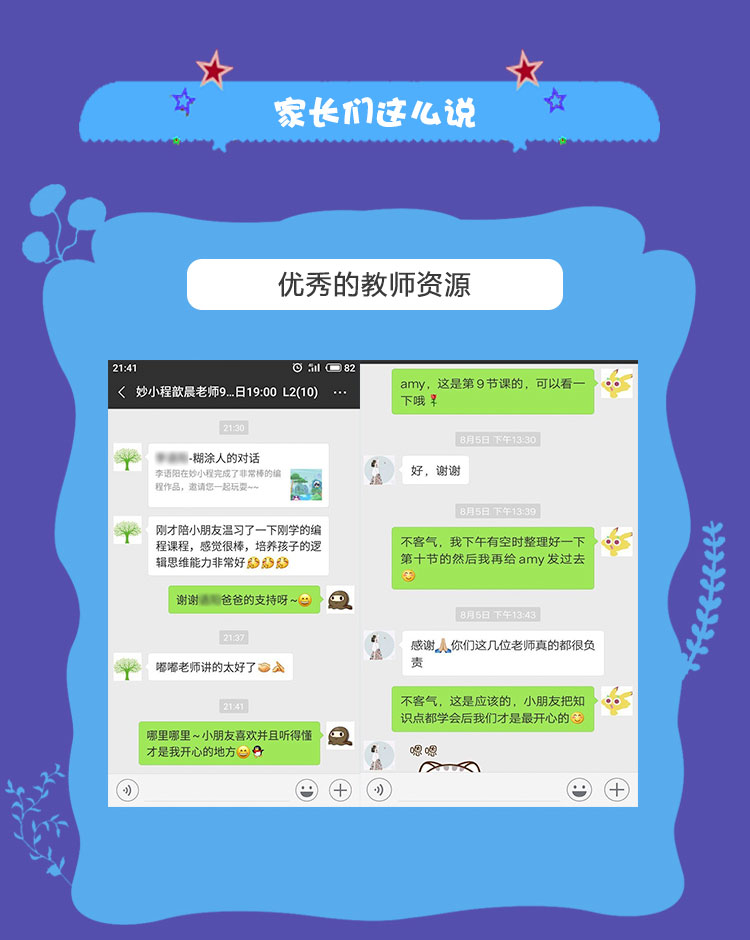 家长们这么说
优秀的教师资源
21:41
82
妙小程歆晨老师9...日19:00 L2(10)
21:30
-糊涂人的对话
李语阳在妙小程完成了非常棒的编
程作品，邀请您一起玩耍~~
刚才陪小朋友温习了一下刚学的编
程课程，感觉很棒，培养孩子的逻
辑思维能力非常好
谢谢
爸爸的支持呀~
21:37
嘟嘟老师讲的太好了
21:41
哪里哪里~小朋友喜欢并且听得懂
才是我开心的地方
amy，这是第９节课的，可以看一
下哦
8月5日 下午13:30
好，谢谢
8月5日 下午13:39
不客气，我下午有空时整理好一下
第十节的然后我再给 amy 发过去
8月5日 下午13:43
感谢🙏你们这几位老师真的都很负
责
不客气，这是应该的，小朋友把知
识点都学会后我们才是最开心的
嗯嗯